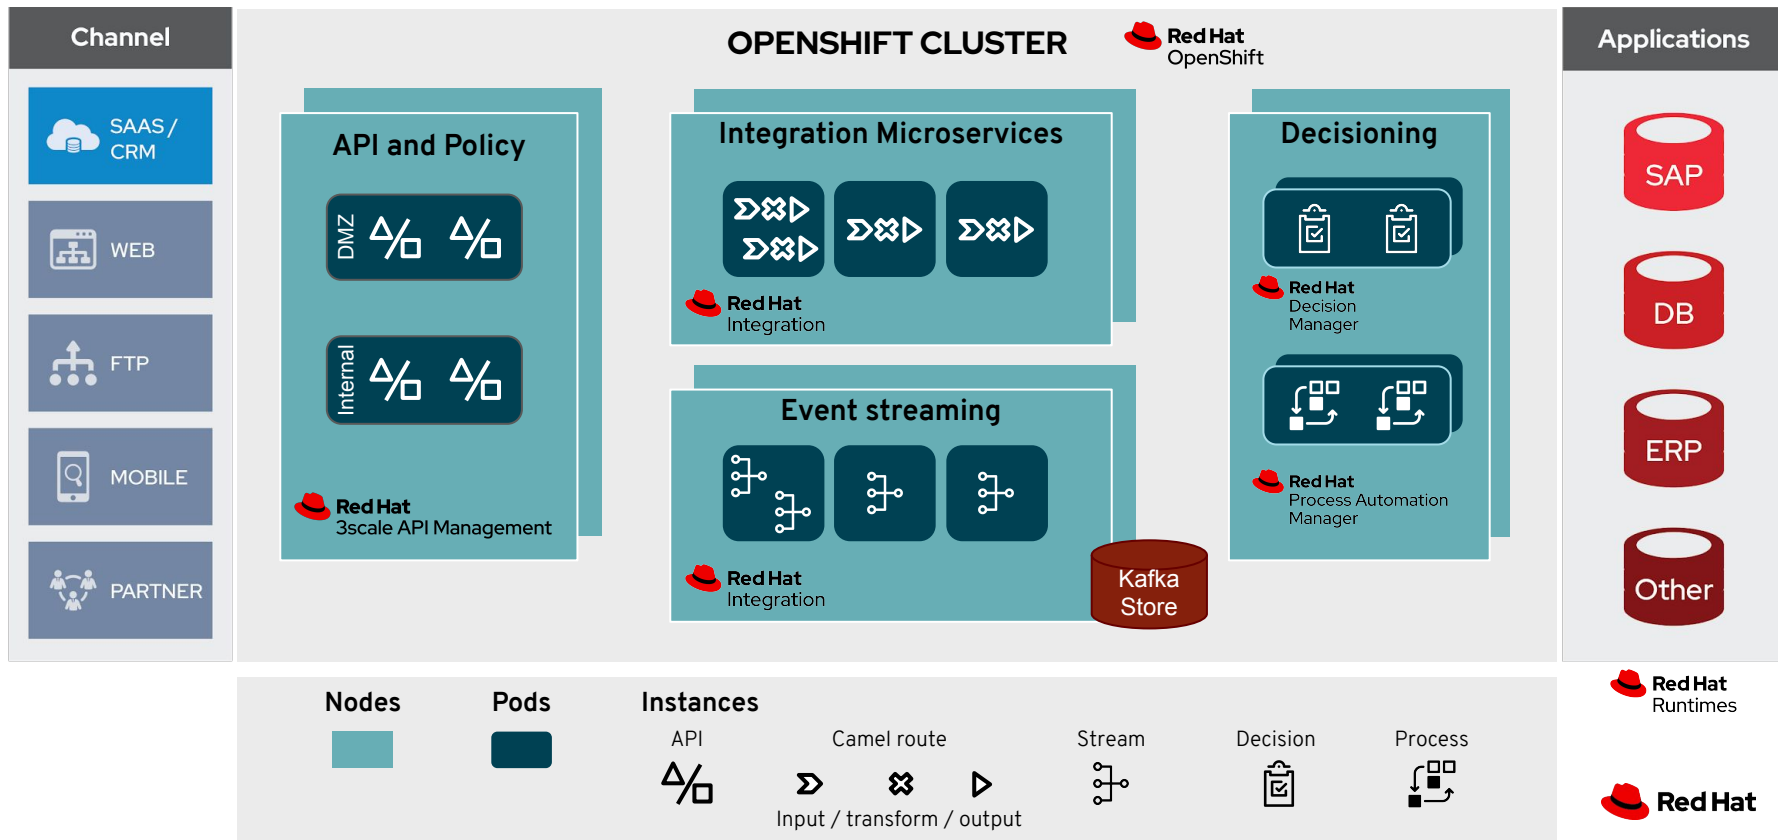 Channel
SAAS /
CRM
WEB
FTP
MOBILE
PARTNER
OPENSHIFT CLUSTER
Red Hat
OpenShift
API and Policy
DMZ
Internal
Red Hat
3scale API Management
Integration Microservices
Red Hat
Integration
Event streaming
Red Hat
Integration
Kafka
Store
Decisioning
Red Hat
Decision
Manager
Red Hat
Process Automation
Manager
Applications
SAP
DB
ERP
Other
Nodes
Pods
Instances
API
Camel route
Input / transform / output
Stream
Decision
Process
Red Hat
Runtimes
Red Hat